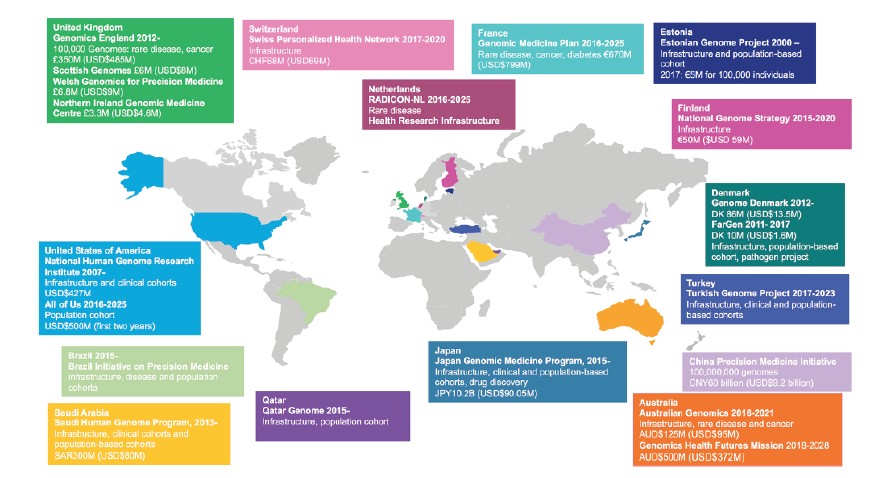 United Kingdom
Genomics England 2012-
100,000 Genomes: rare disease, cancer
£350M (USD$485M)
Scottish Genomes £6M (USD$8M)
Welsh Genomics for Precision Medicine
£6.8M (USD$9M)
Northern Ireland Genomic Medicine
Centre £3.3M (USD$4.6M)
Switzerland
Swiss Personalized Health Network 2017-2020
Infrastructure
CHF68M (USD69M)
France
Genomic Medicine Plan 2016-2025
Rare disease, cancer, diabetes €670M
(USD$799M)
Estonia
Estonian Genome Project 2000 –
Infrastructure and population-based
cohort
2017: €5M for 100,000 individuals
Netherlands
RADICON-NL 2016-2025
Rare disease
Health Research Infrastructure
Finland
National Genome Strategy 2015-2020
Infrastructure
€50M ($USD 59M)
Denmark
Genome Denmark 2012-
DK 86M (USD$13.5M)
FarGen 2011- 2017
DK 10M (USD$1.6M)
Infrastructure, population-based
cohort, pathogen project
United States of America
National Human Genome Research
Institute 2007-
Infrastructure and clinical cohorts
USD$427M
All of Us 2016-2025
Population cohort
USD$500M (first two years)
Turkey
Turkish Genome Project 2017-2023
Infrastructure, clinical and population-
based cohorts
Brazil 2015-
Brazil Initiative on Precision Medicine
Infrastructure, disease and population
cohorts
Japan
Japan Genomic Medicine Program, 2015-
Infrastructure, clinical and population-based
cohorts, drug discovery
JPY10.2B (USD$90.05M)
China Precision Medicine Initiative
100,000,000 genomes
CNY60 billion (USD$9.2 billion)
Saudi Arabia
Saudi Human Genome Program, 2013-
Infrastructure, clinical cohorts and
population-based cohorts
SAR300M (USD$80M)
Qatar
Qatar Genome 2015-
Infrastructure, population cohort
Australia
Australian Genomics 2016-2021
Infrastructure, rare disease and cancer
AUD$125M (USD$95M)
Genomics Health Futures Mission 2018-2028
AUD$500M (USD$372M)